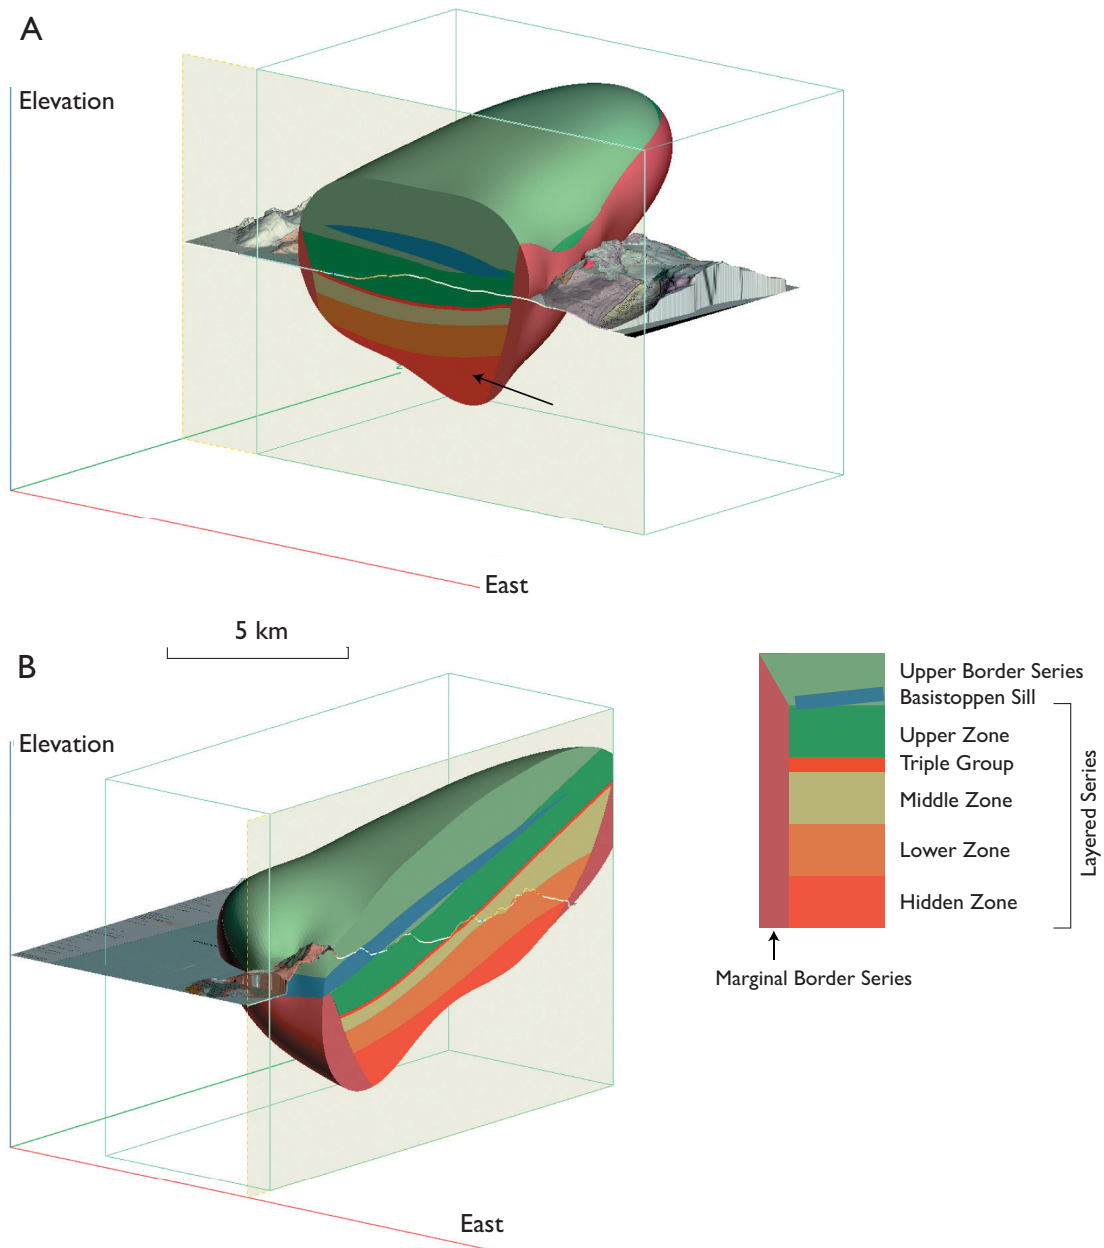 A
Elevation
East
5 km
B
Elevation
East
Upper Border Series
Basistoppen Sill
Upper Zone
Triple Group
Middle Zone
Lower Zone
Hidden Zone
Layered Series
Marginal Border Series